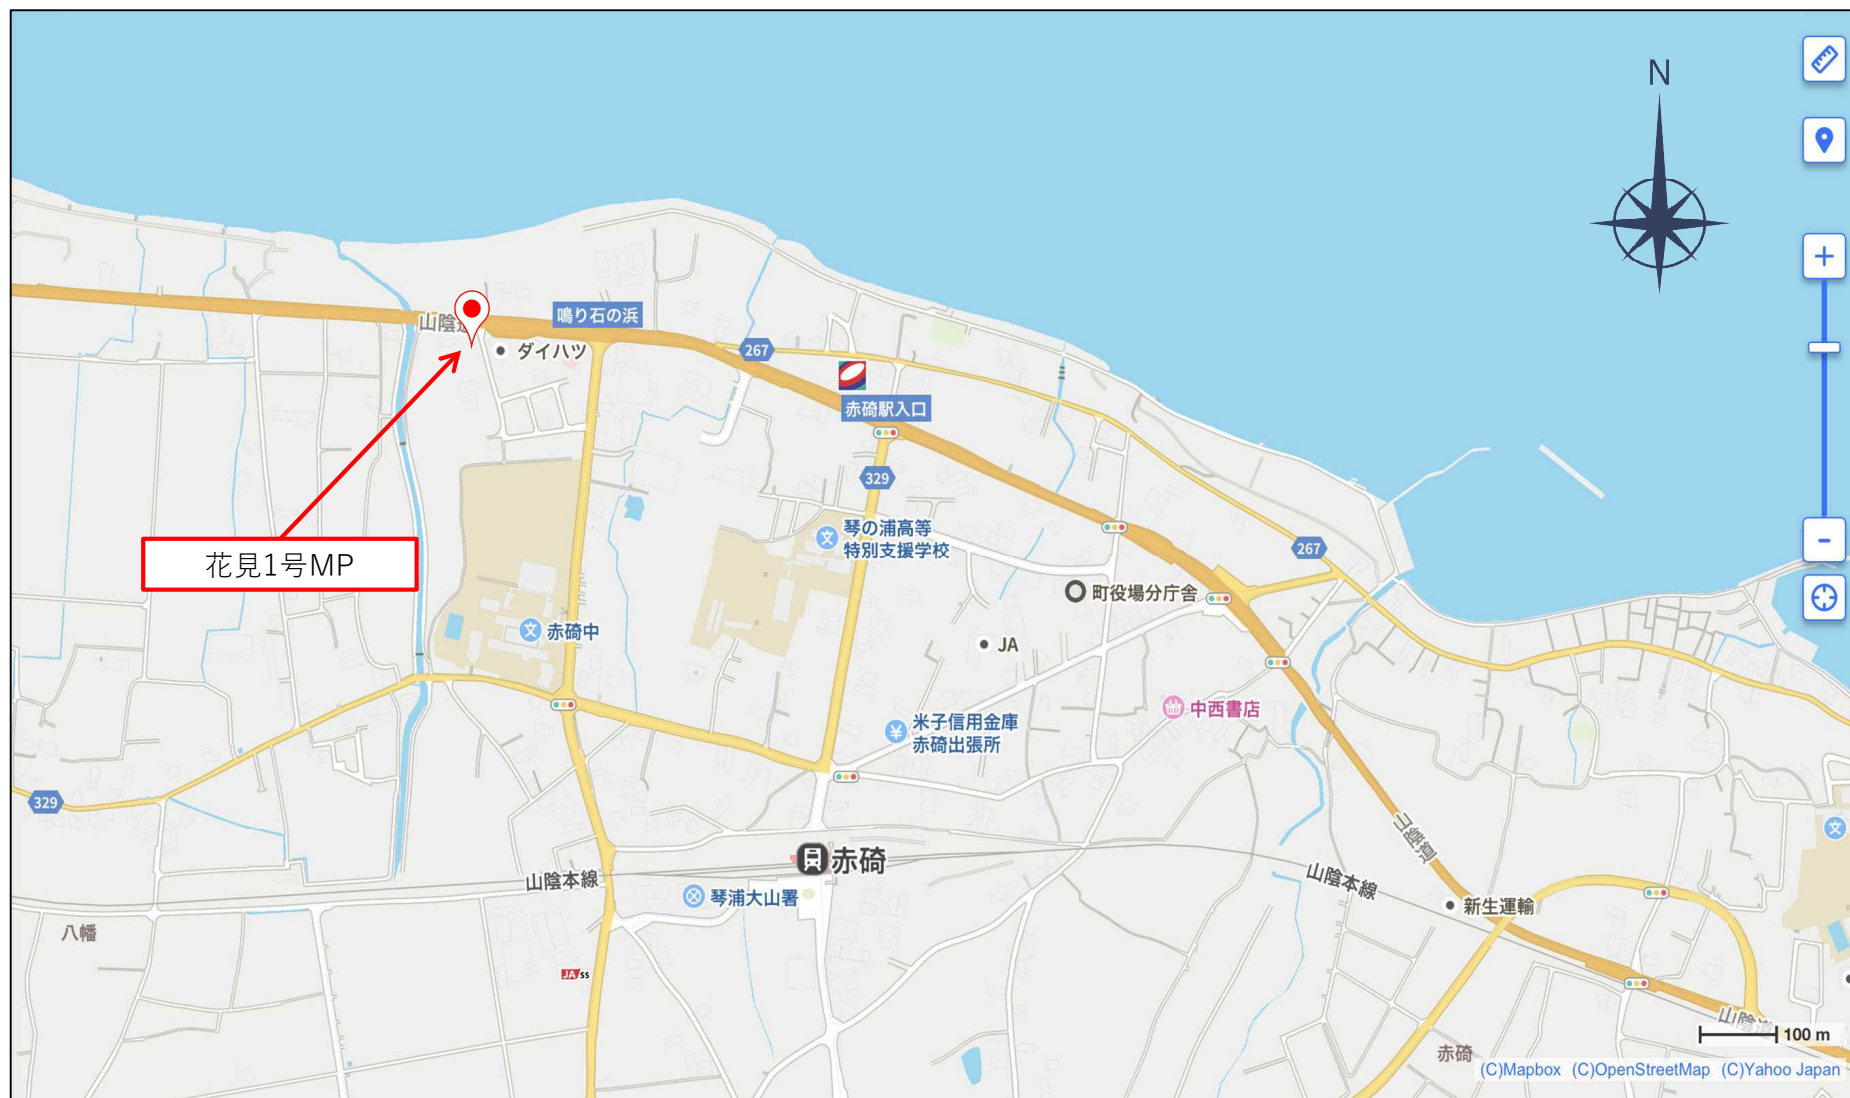 N
山陰道
鳴り石の浜
ダイハツ
267
赤碕駅入口
329
琴の浦高等
特別支援学校
267
花見1号MP
町役場分庁舎
赤碕中
JA
中西書店
米子信用金庫
赤碕出張所
329
山陰道
赤碕
山陰本線
山陰本線
琴浦大山署
新生運輸
八幡
JA SS
山陰道
100 m
赤碕
(C)Mapbox (C)OpenStreetMap (C)Yahoo Japan